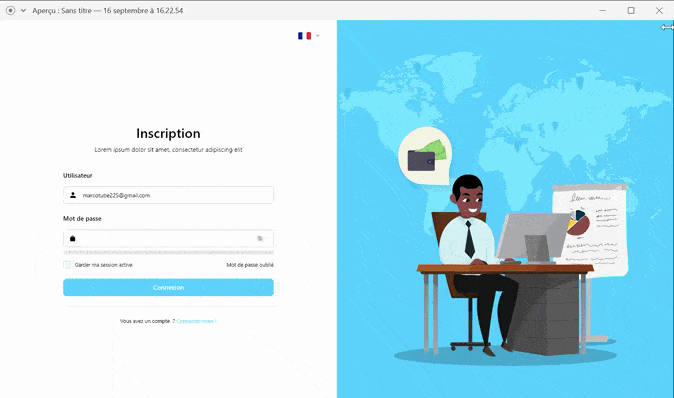 Aperçu : Sans titre — 16 septembre à 16.22.54
Inscription
Lorem ipsum dolor sit amet, consectetur adipiscing elit
Utilisateur
marcotube225@gmail.com
Mot de passe
Garder ma session active
Mot de passe oublié
Connexion
Vous avez un compte ? Connectez-vous !